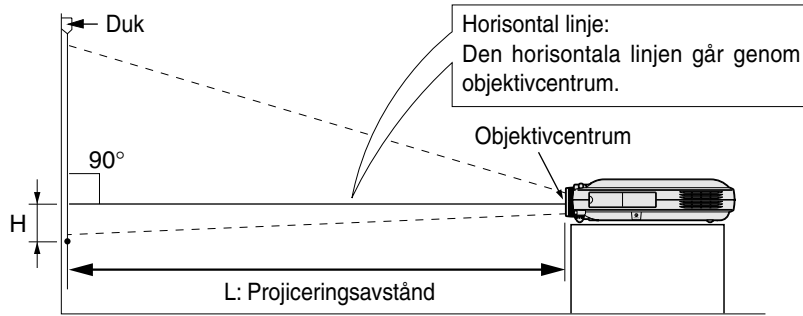 Duk
Horisontal linje:
Den horisontala linjen går genom
objektivcentrum.
Objektivcentrum
90°
H
L: Projiceringsavstånd